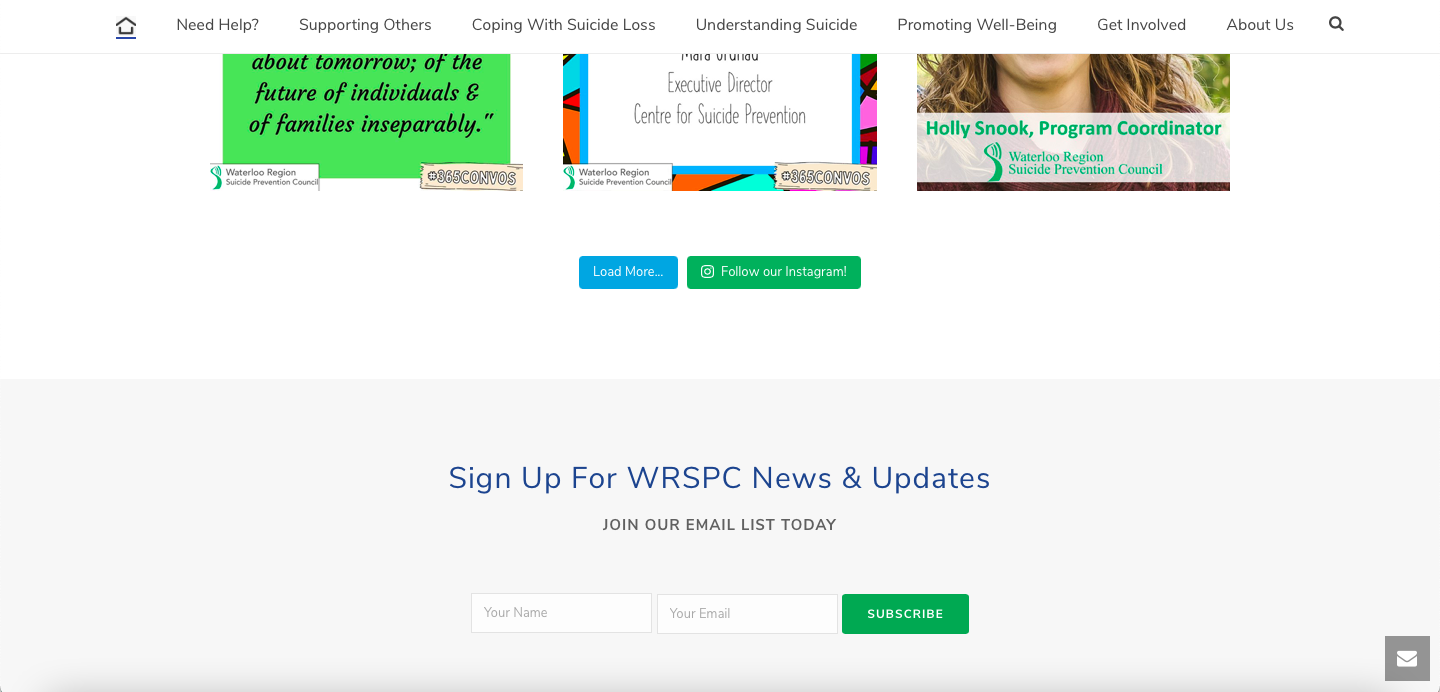 Need Help? Supporting Others Coping With Suicide Loss Understanding Suicide Promoting Well-Being Get Involved About Us
about tomorrow; of the
future of individuals &
of families inseparably."
Waterloo Region
Suicide Prevention Council
#365CONVOS
Executive Director
Centre for Suicide Prevention
Waterloo Region
Suicide Prevention Council
#365CONVOS
Holly Snook, Program Coordinator
Waterloo Region
Suicide Prevention Council
Load More...
Follow our Instagram!
Sign Up For WRSPC News & Updates
JOIN OUR EMAIL LIST TODAY
Your Name
Your Email
SUBSCRIBE